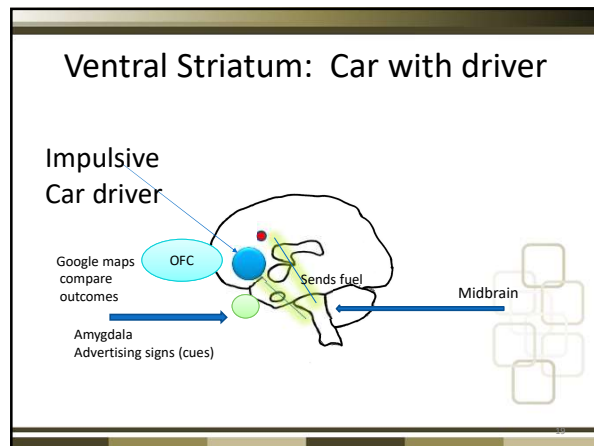 Ventral Striatum: Car with driver
Impulsive
Car driver
Google maps
compare
outcomes
OFC
Sends fuel
Midbrain
Amygdala
Advertising signs (cues)